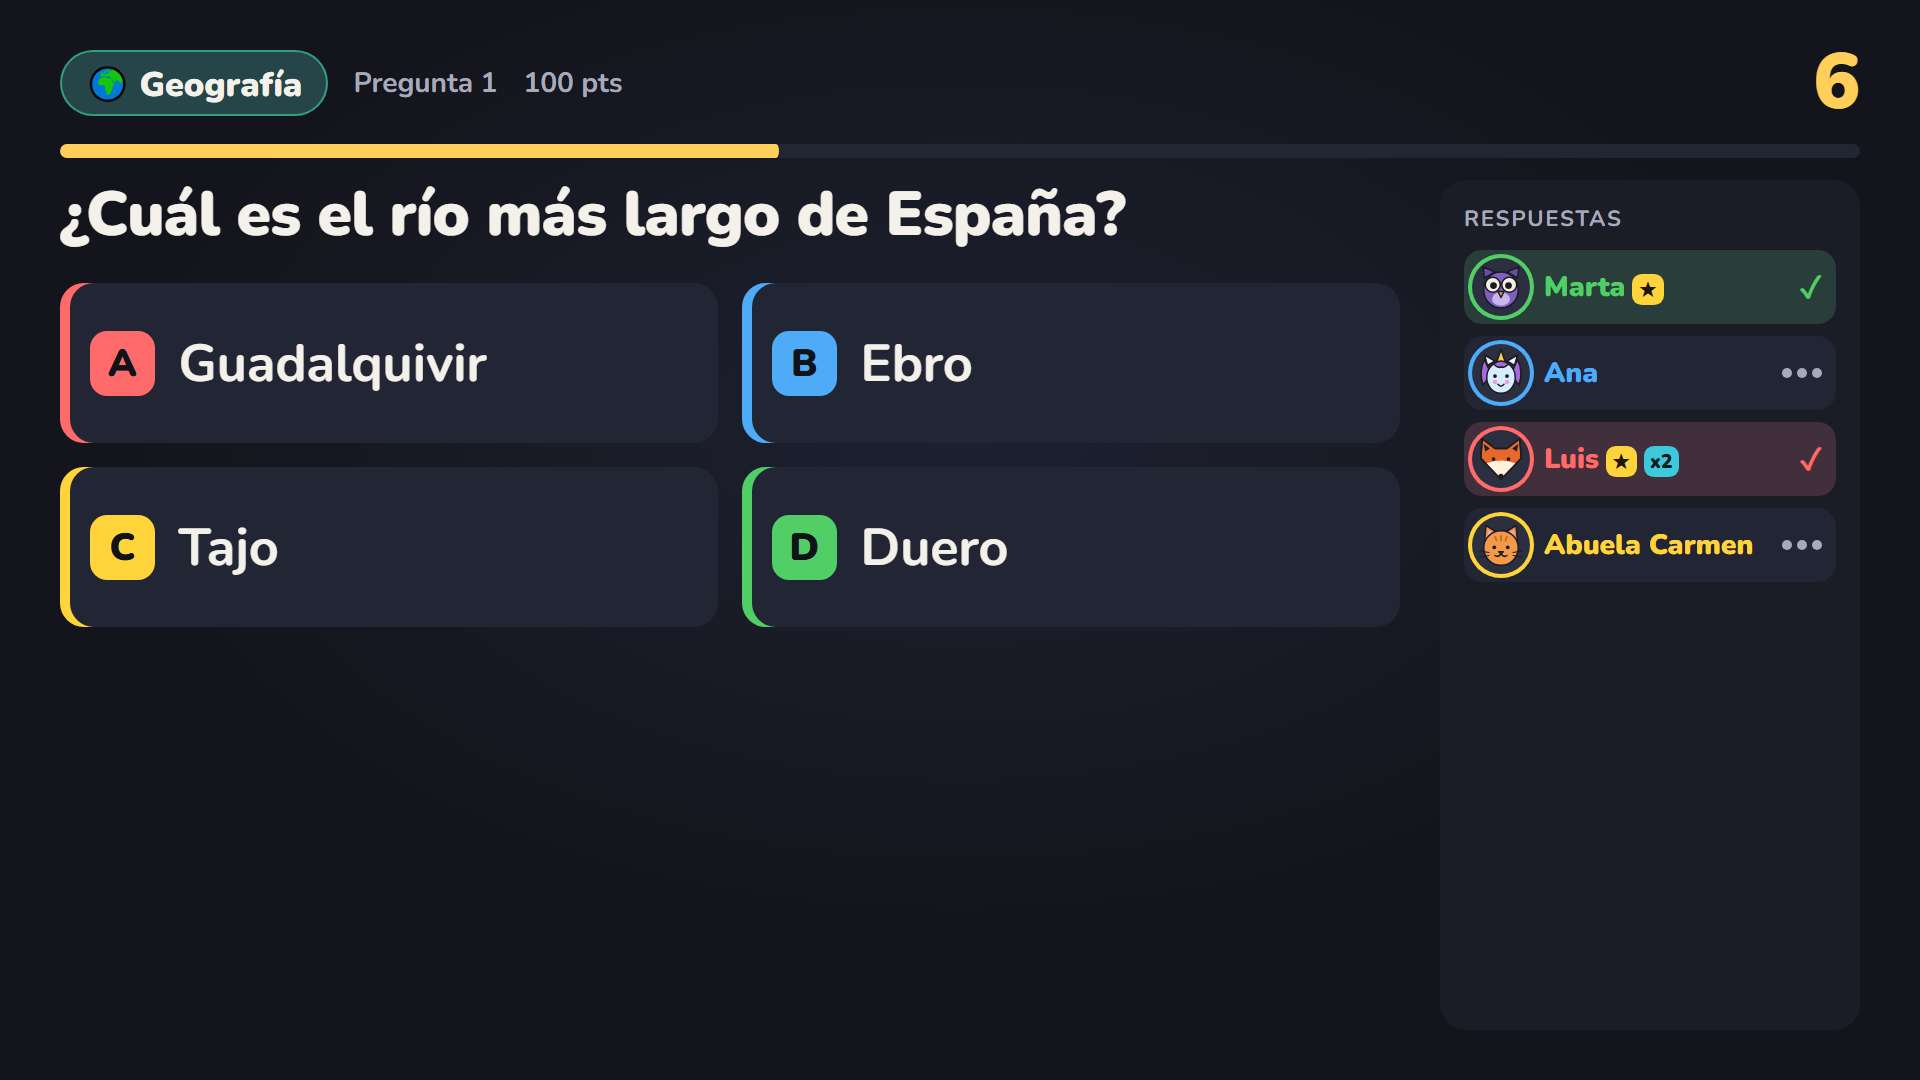 Geografía Pregunta 1 100 pts 6
¿Cuál es el río más largo de España?
A Guadalquivir
B Ebro
C Tajo
D Duero
RESPUESTAS
Marta ★ ✓
Ana •••
Luis ★ x2 ✓
Abuela Carmen •••